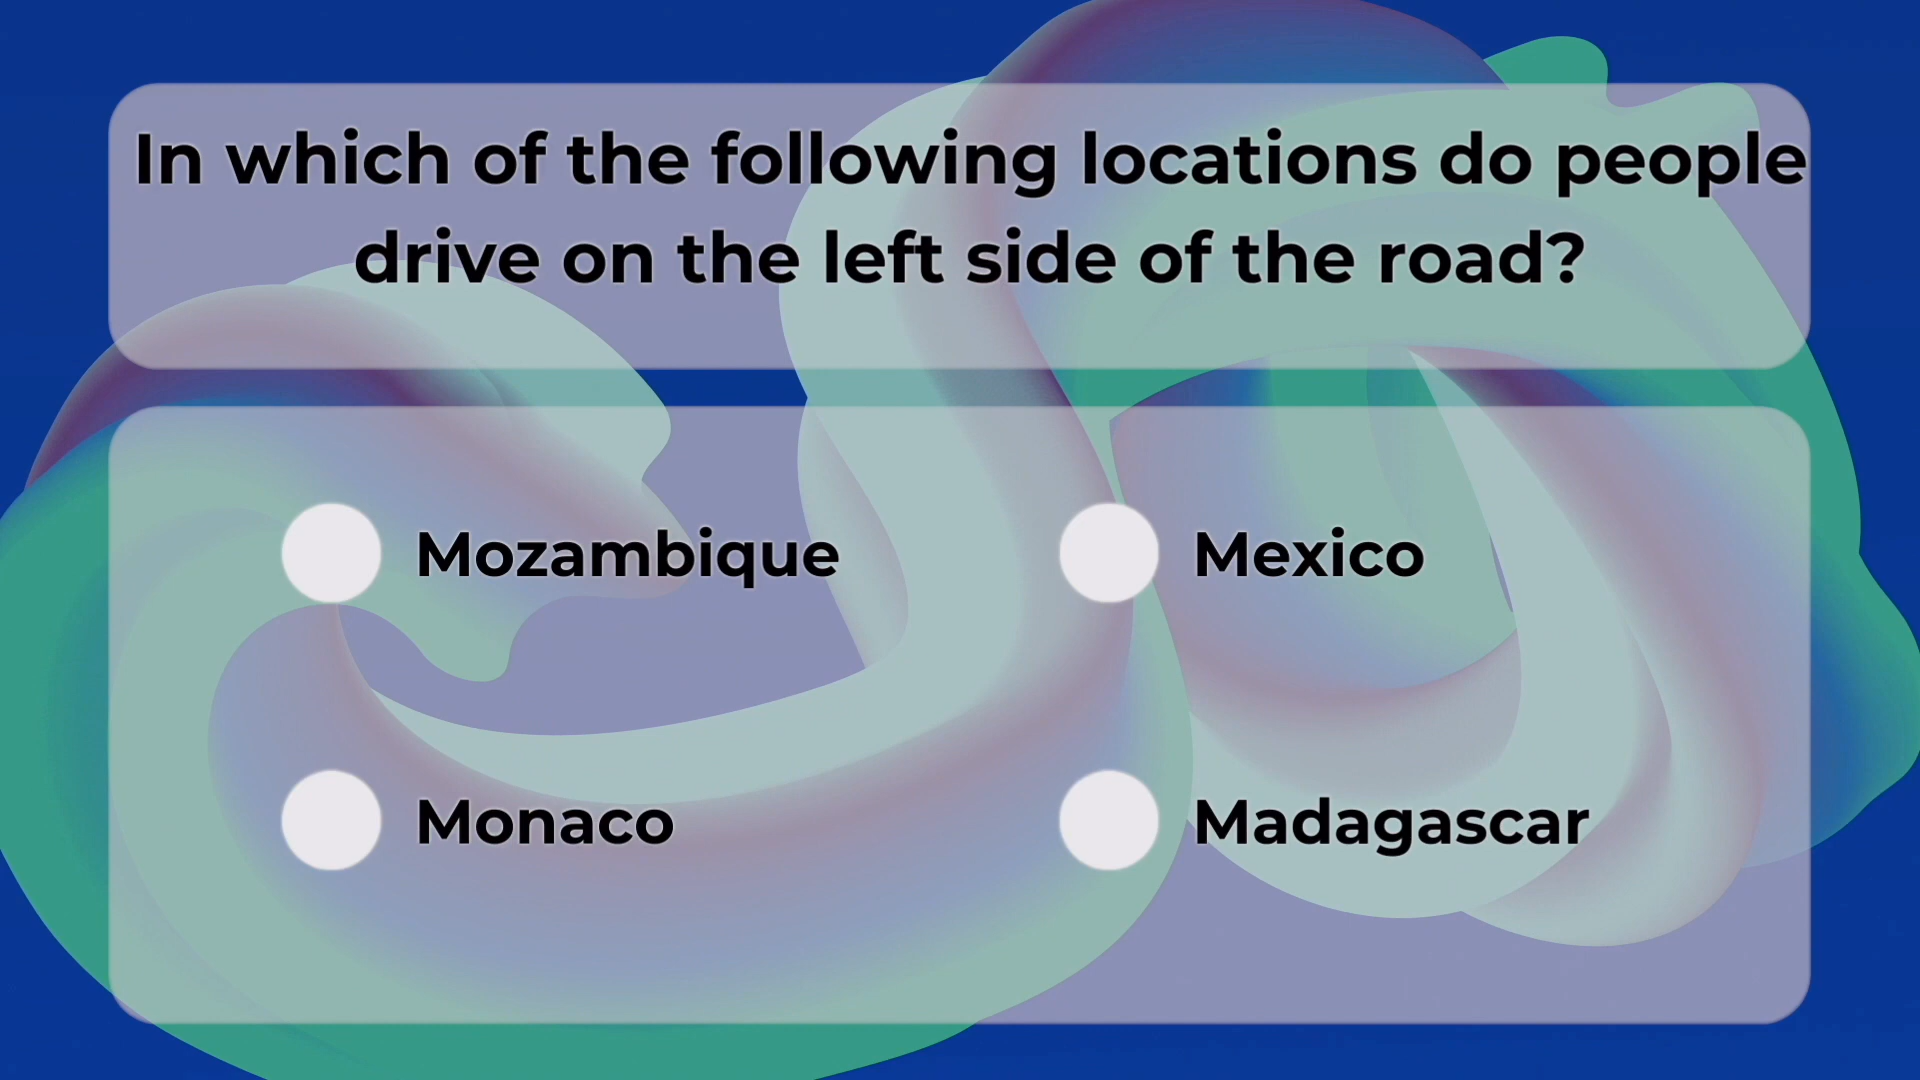 In which of the following locations do people
drive on the left side of the road?
Mozambique
Mexico
Monaco
Madagascar